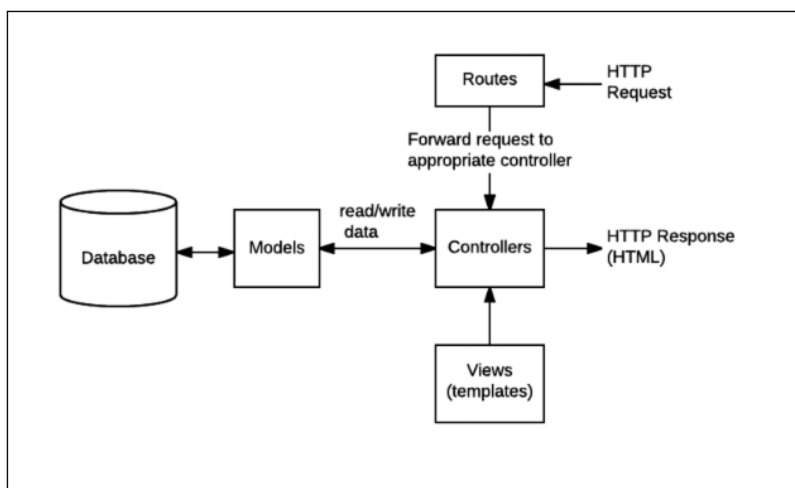 Routes
HTTP
Request
Forward request to
appropriate controller
Database
Models
read/write
data
Controllers
HTTP Response
(HTML)
Views
(templates)